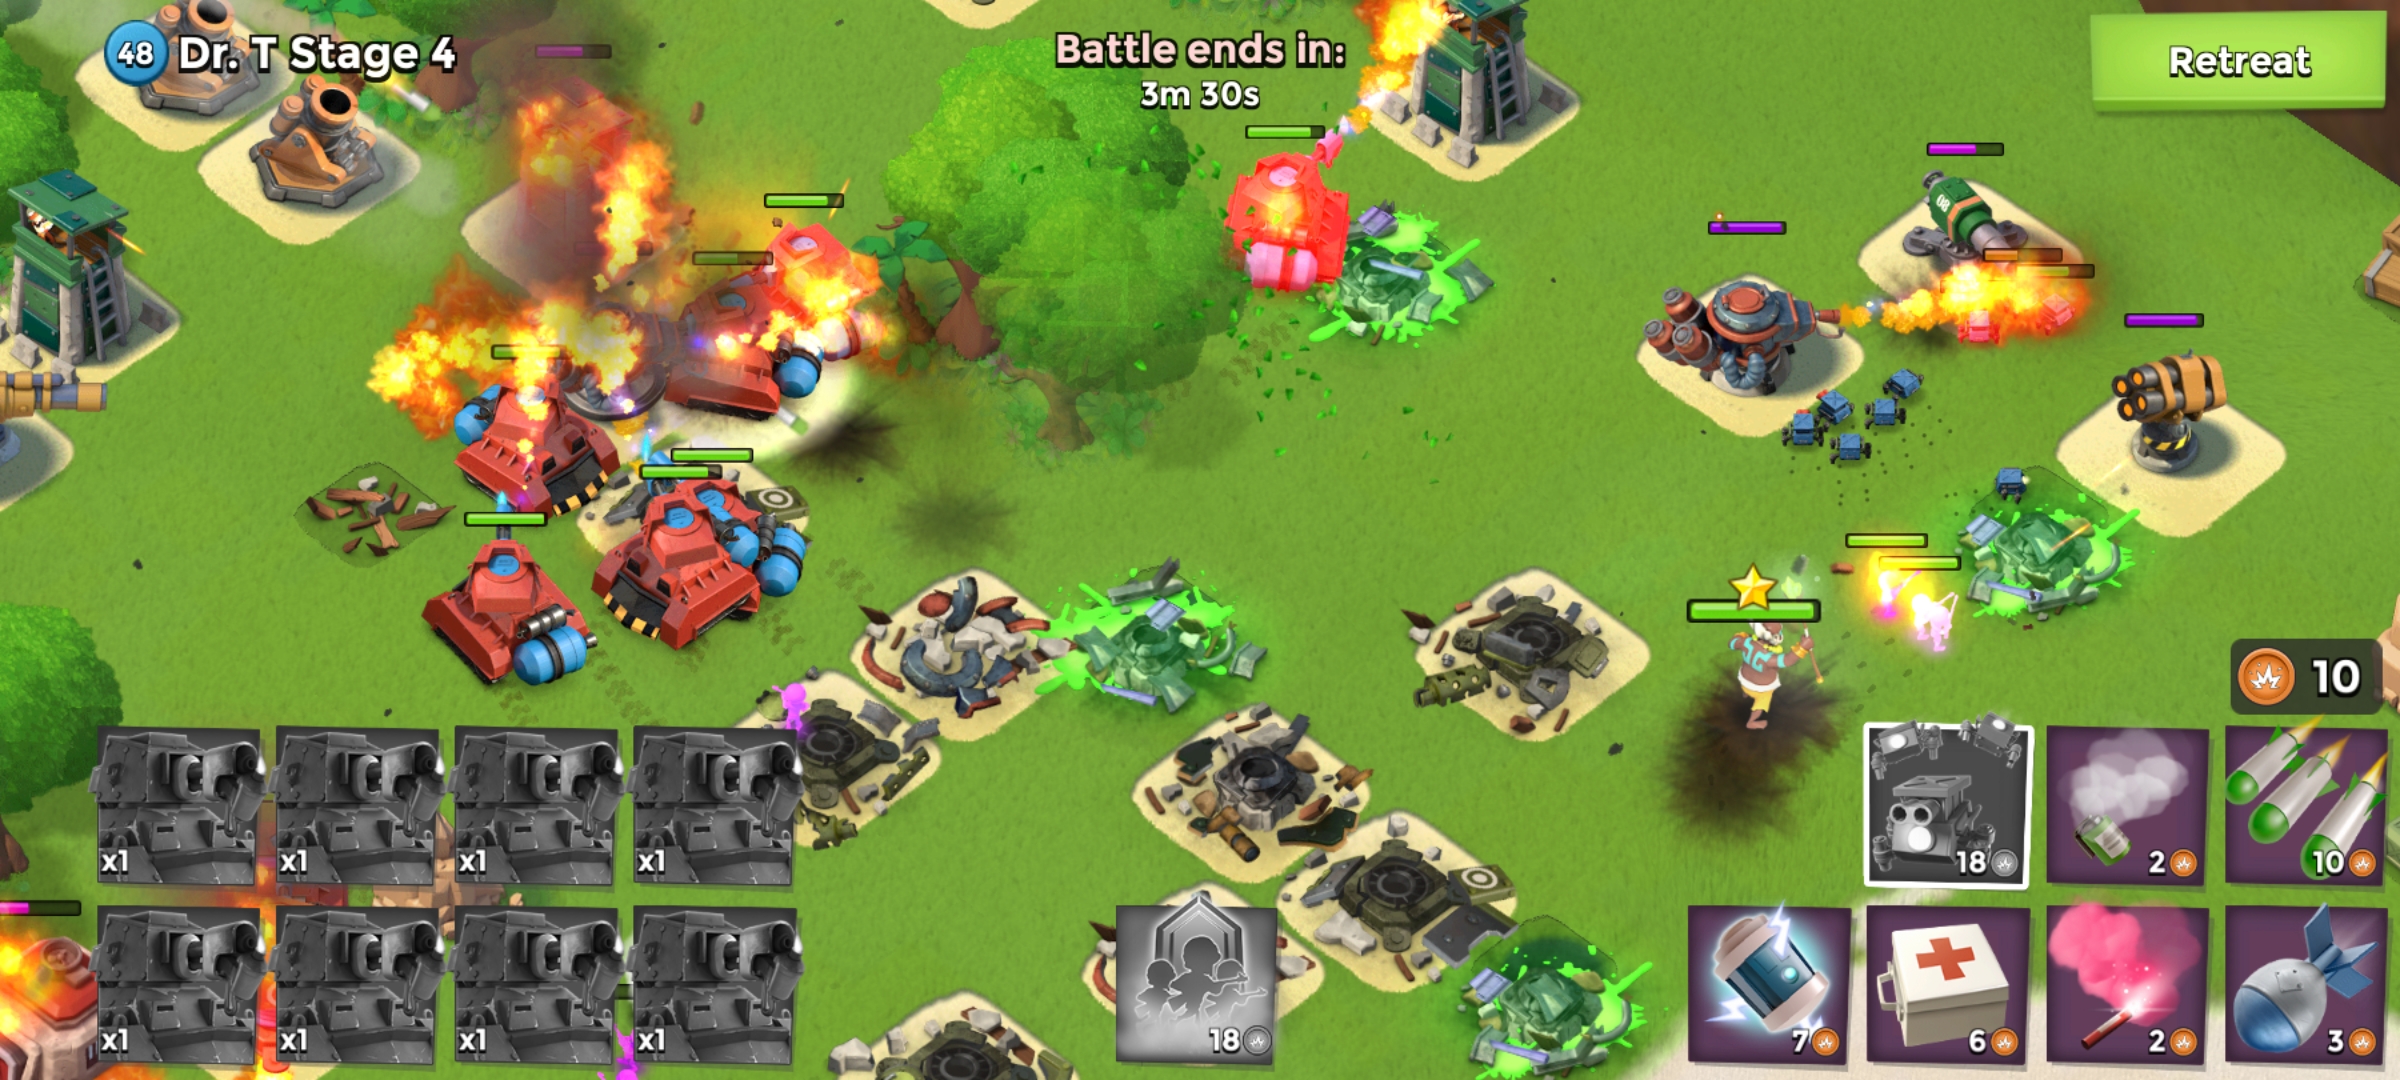 48 Dr. T Stage 4
Battle ends in:
3m 30s
Retreat
08
10
x1 x1 x1 x1
18 2 10
x1 x1 x1 x1
18
7 6 2 3